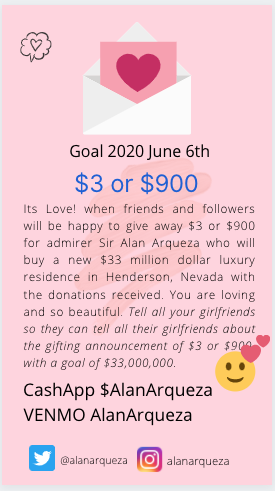 Goal 2020 June 6th
$3 or $900
Its Love! when friends and followers
will be happy to give away $3 or $900
for admirer Sir Alan Arqueza who will
buy a new $33 million dollar luxury
residence in Henderson, Nevada with
the donations received. You are loving
and so beautiful. Tell all your girlfriends
so they can tell all their girlfriends about
the gifting announcement of $3 or $900
with a goal of $33,000,000.
CashApp $AlanArqueza
VENMO AlanArqueza
@alanarqueza alanarqueza